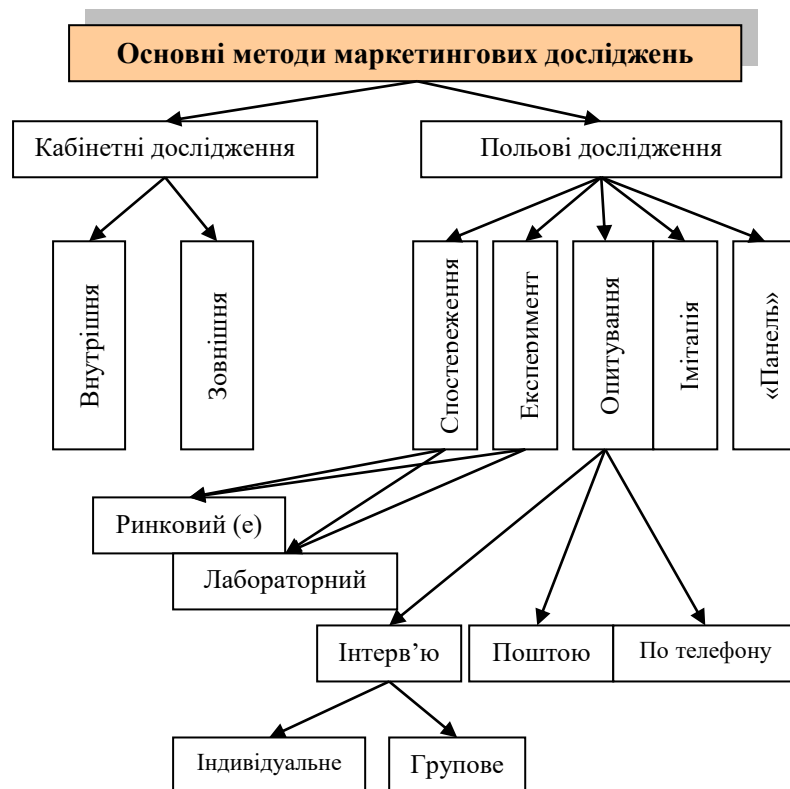 Основні методи маркетингових досліджень
Кабінетні дослідження
Польові дослідження
Внутрішня
Зовнішня
Спостереження
Експеримент
Опитування
Імітація
«Панель»
Ринковий (е)
Лабораторний
Інтерв’ю
Поштою
По телефону
Індивідуальне
Групове